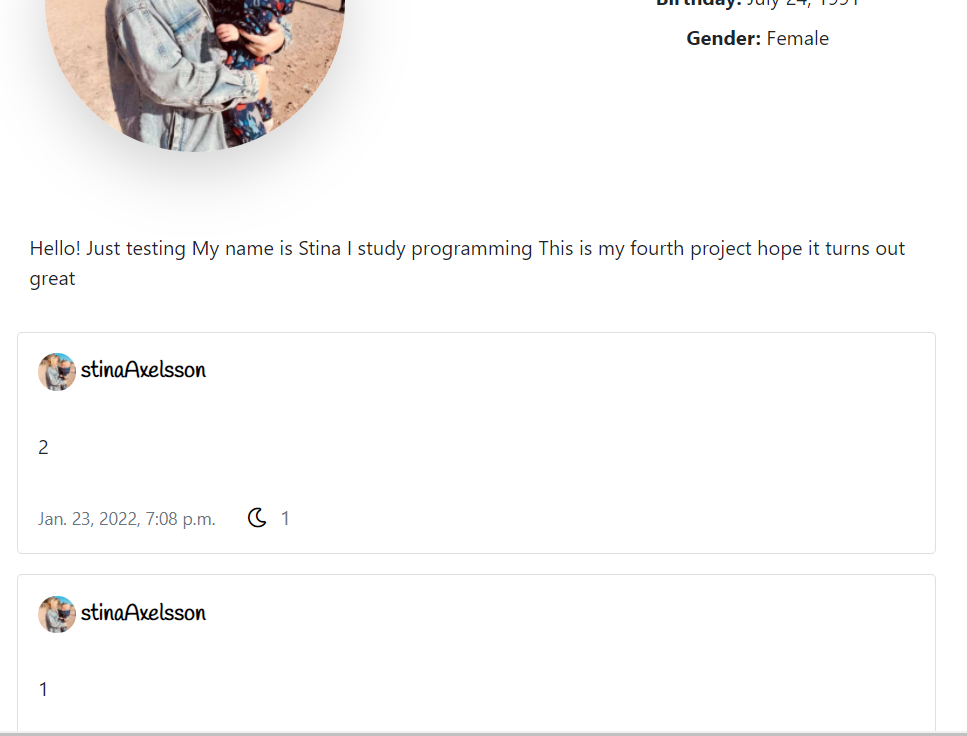 Birthday: July 24, 1991
Gender: Female
Hello! Just testing My name is Stina I study programming This is my fourth project hope it turns out
great
stinaAxelsson
2
Jan. 23, 2022, 7:08 p.m. 1
stinaAxelsson
1